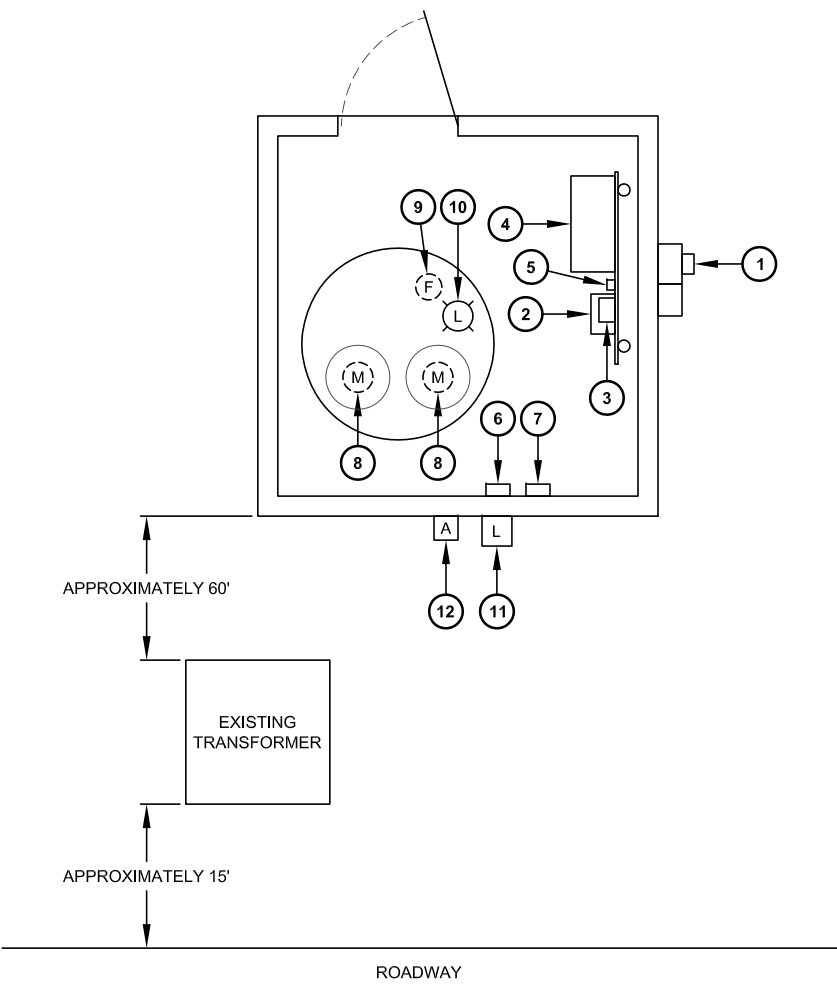 9
10
4
5
1
2
F
L
3
M
M
6
7
8
8
A
L
APPROXIMATELY 60'
12
11
EXISTING
TRANSFORMER
APPROXIMATELY 15'
ROADWAY